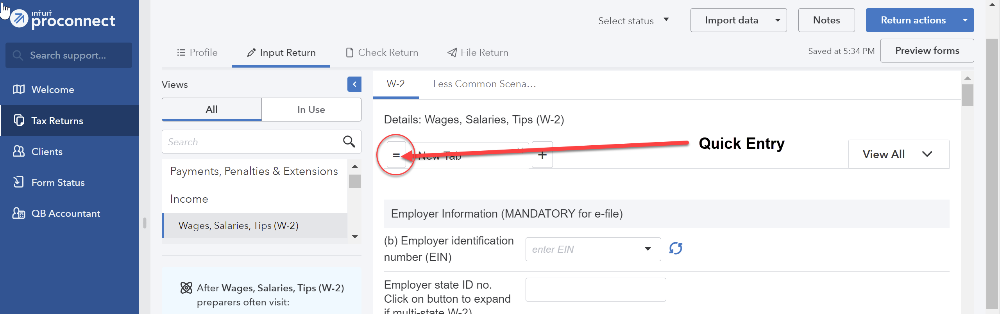 ıntuıt
proconnect
Search support...
Welcome
Tax Returns
Clients
Form Status
QB Accountant
Select status
Import data
Notes
Return actions
Profile
Input Return
Check Return
File Return
Saved at 5:34 PM
Preview forms
Views
All
In Use
Search
Payments, Penalties & Extensions
Income
Wages, Salaries, Tips (W-2)
After Wages, Salaries, Tips (W-2)
preparers often visit:
W-2
Less Common Scena...
Details: Wages, Salaries, Tips (W-2)
New Tab
+
Quick Entry
View All
Employer Information (MANDATORY for e-file)
(b) Employer identification
number (EIN)
enter EIN
Employer state ID no.
Click on button to expand
if multi-state W-2)